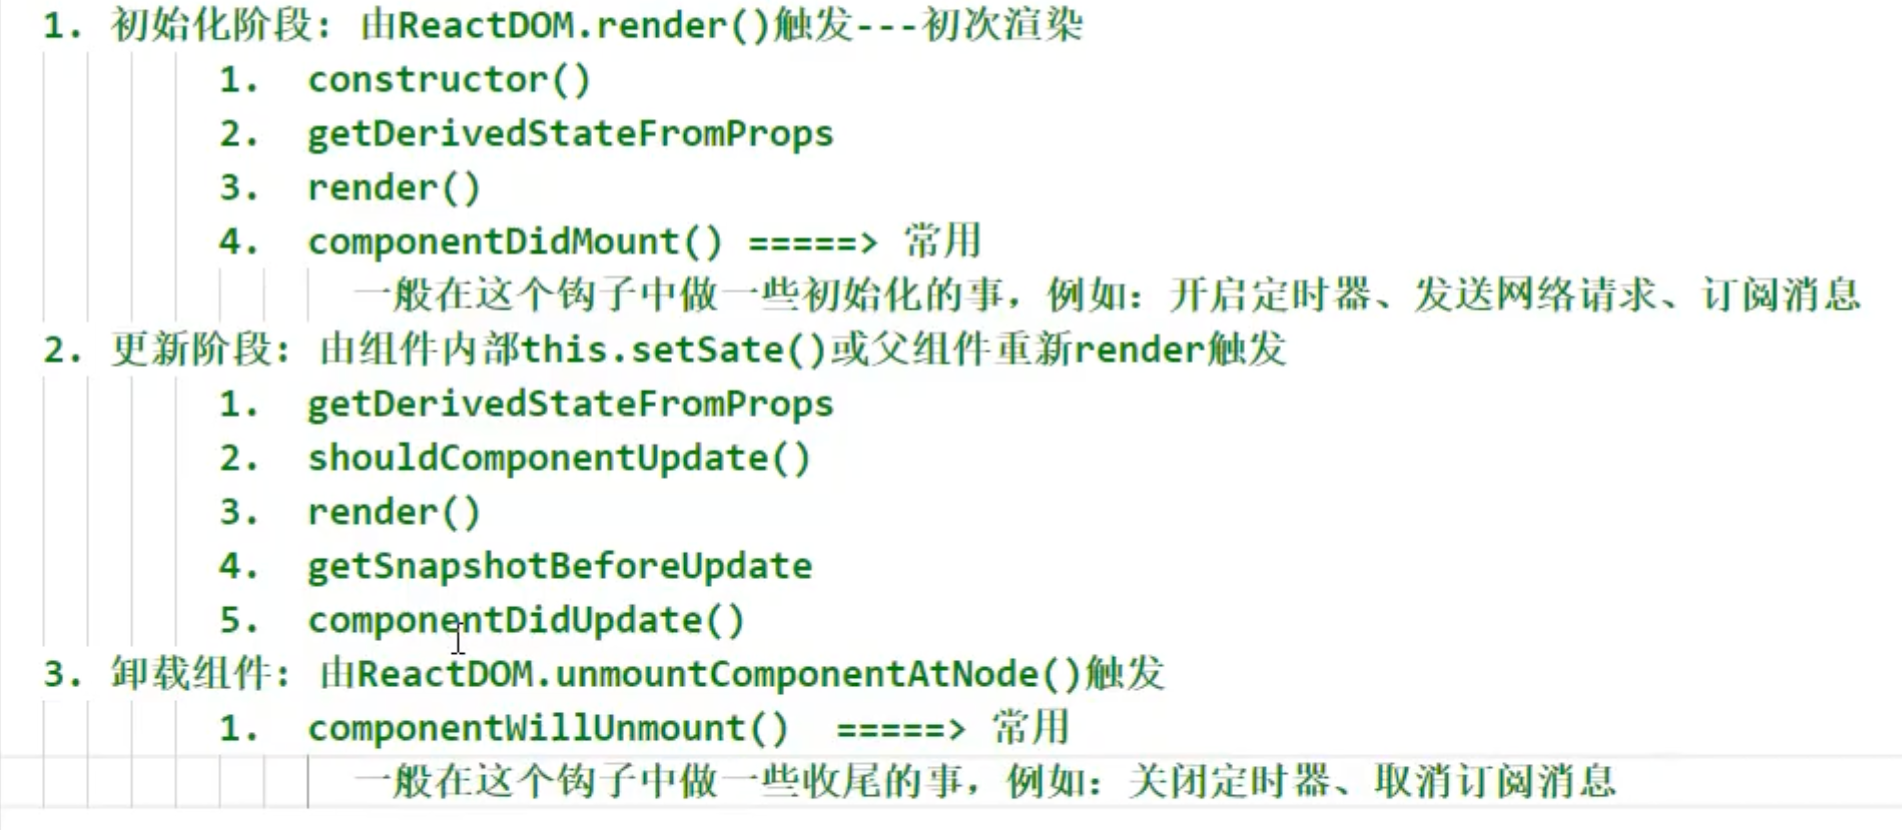 1. 初始化阶段：由ReactDOM.render()触发---初次渲染
1. constructor()
2. getDerivedStateFromProps
3. render()
4. componentDidMount() =====> 常用
一般在这个钩子中做一些初始化的事，例如：开启定时器、发送网络请求、订阅消息
2. 更新阶段：由组件内部this.setSate()或父组件重新render触发
1. getDerivedStateFromProps
2. shouldComponentUpdate()
3. render()
4. getSnapshotBeforeUpdate
5. componentDidUpdate()
3. 卸载组件：由ReactDOM.unmountComponentAtNode()触发
1. componentWillUnmount() =====> 常用
一般在这个钩子中做一些收尾的事，例如：关闭定时器、取消订阅消息